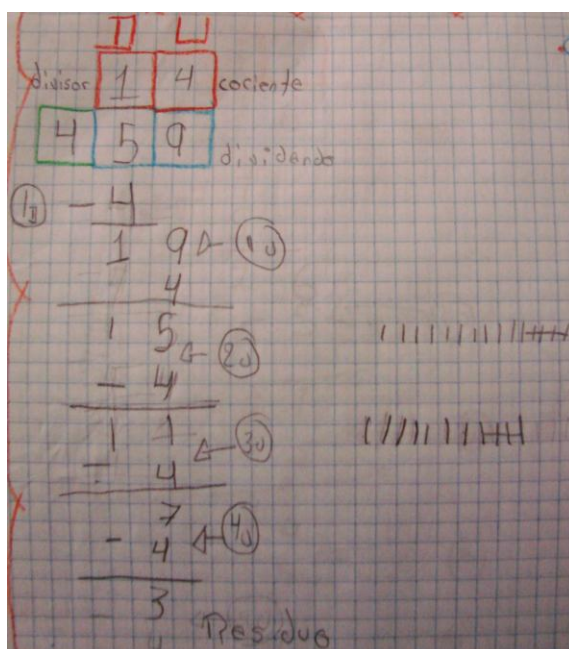 D U
divisor 1 4 cociente
4 5 9 dividendo
1D - 4
1 9 1U
4
1 5 2U
- 4
1 1 3U
- 4
7
- 4 4U
3
Residuo